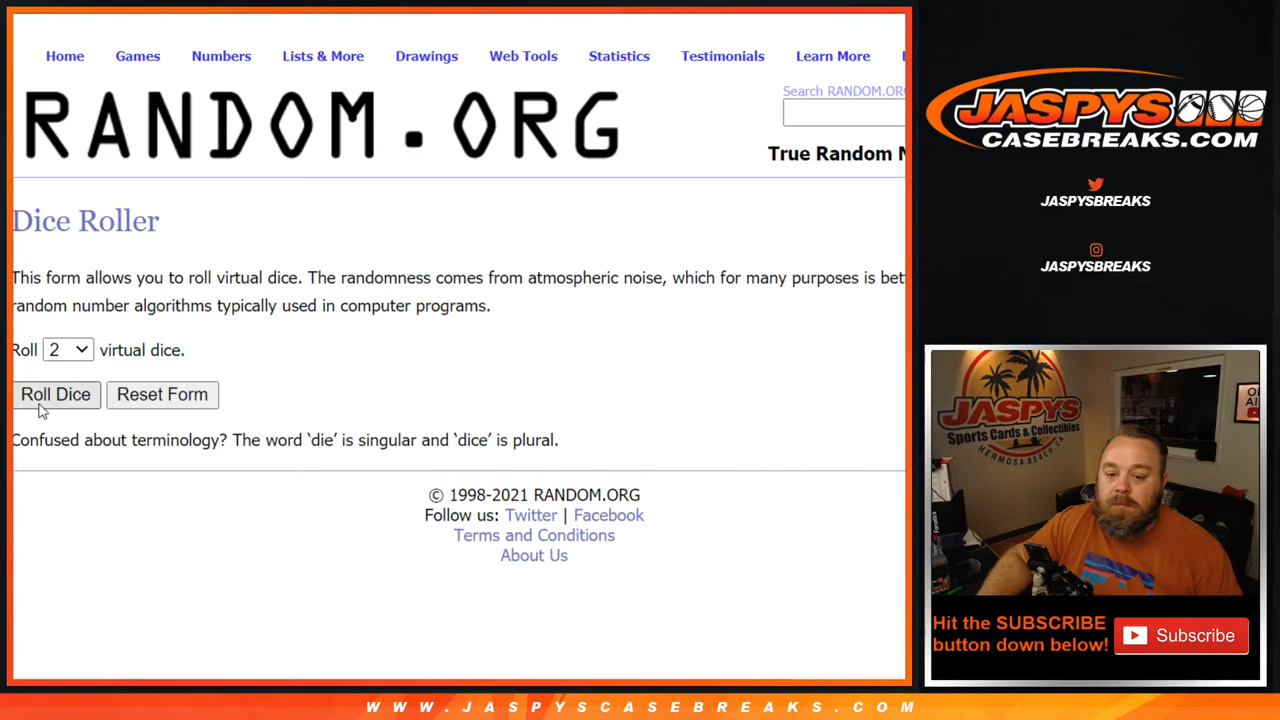 Home Games Numbers Lists & More Drawings Web Tools Statistics Testimonials Learn More
RANDOM.ORG
Search RANDOM.ORG
True Random N
Dice Roller
This form allows you to roll virtual dice. The randomness comes from atmospheric noise, which for many purposes is bet
random number algorithms typically used in computer programs.
Roll 2 virtual dice.
Roll Dice Reset Form
Confused about terminology? The word ‘die’ is singular and ‘dice’ is plural.
© 1998-2021 RANDOM.ORG
Follow us: Twitter | Facebook
Terms and Conditions
About Us
JASPYS
CASEBREAKS.COM
JASPYSBREAKS
JASPYSBREAKS
JASPYS
Sports Cards & Collectibles
HERMOSA BEACH, CA
Hit the SUBSCRIBE
button down below!
Subscribe
WWW.JASPYSCASEBREAKS.COM